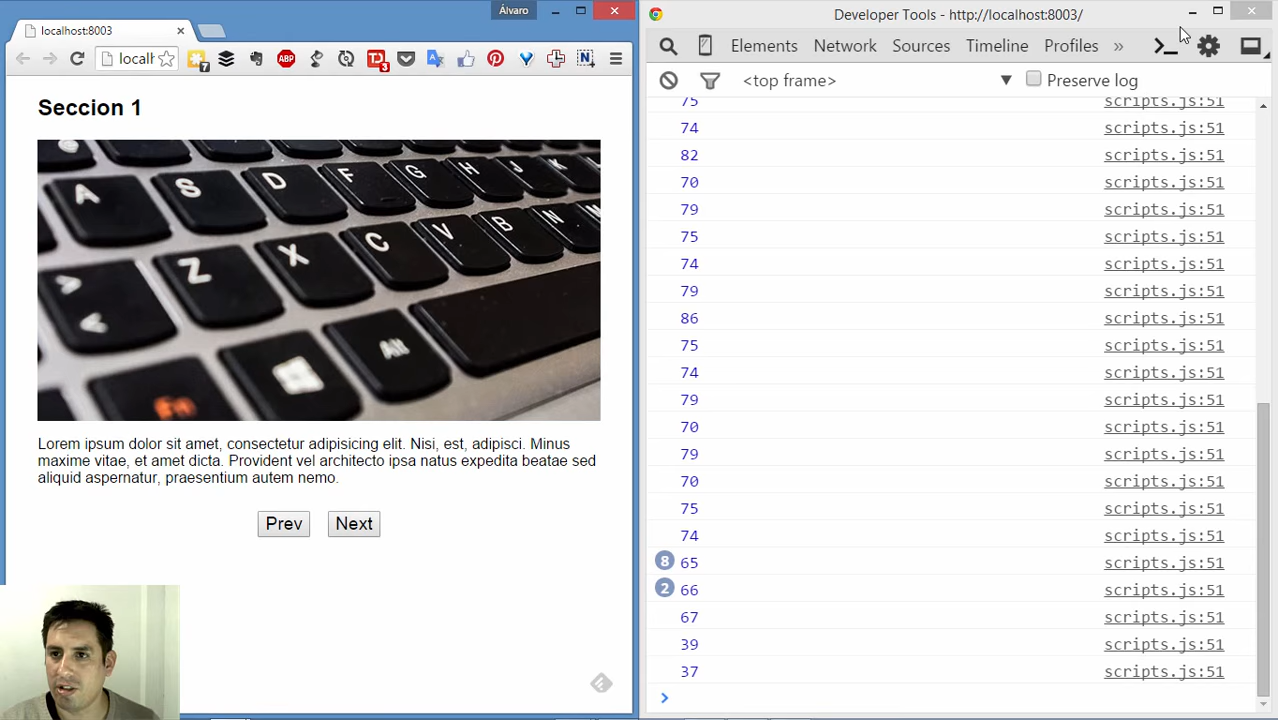 Álvaro
localhost:8003
localh
7
ABP
3
Seccion 1
A S D F G H J K
Z X C V B N M
Alt
Fn
Lorem ipsum dolor sit amet, consectetur adipisicing elit. Nisi, est, adipisci. Minus
maxime vitae, et amet dicta. Provident vel architecto ipsa natus expedita beatae sed
aliquid aspernatur, praesentium autem nemo.
Prev Next
Developer Tools - http://localhost:8003/
Elements Network Sources Timeline Profiles »
<top frame> ▼ Preserve log
75 scripts.js:51
74 scripts.js:51
82 scripts.js:51
70 scripts.js:51
79 scripts.js:51
75 scripts.js:51
74 scripts.js:51
79 scripts.js:51
86 scripts.js:51
75 scripts.js:51
74 scripts.js:51
79 scripts.js:51
70 scripts.js:51
79 scripts.js:51
70 scripts.js:51
75 scripts.js:51
74 scripts.js:51
8 65 scripts.js:51
2 66 scripts.js:51
67 scripts.js:51
39 scripts.js:51
37 scripts.js:51